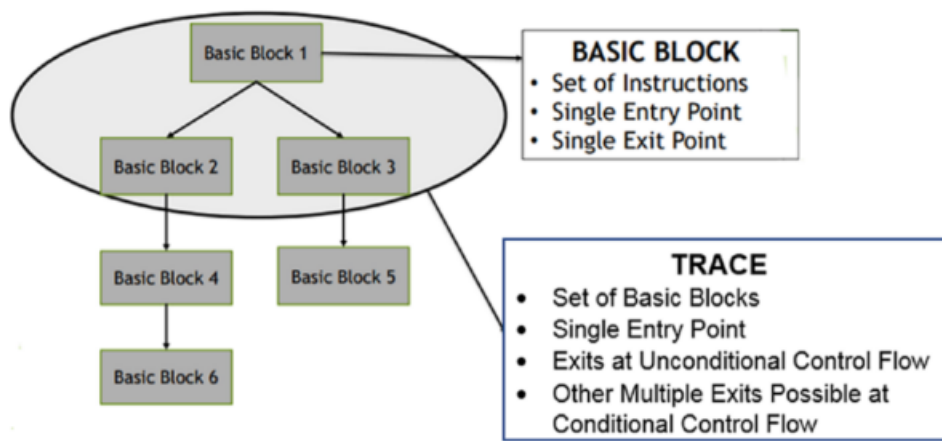 Basic Block 1
BASIC BLOCK
• Set of Instructions
• Single Entry Point
• Single Exit Point
Basic Block 2
Basic Block 3
Basic Block 4
Basic Block 5
Basic Block 6
TRACE
• Set of Basic Blocks
• Single Entry Point
• Exits at Unconditional Control Flow
• Other Multiple Exits Possible at
Conditional Control Flow